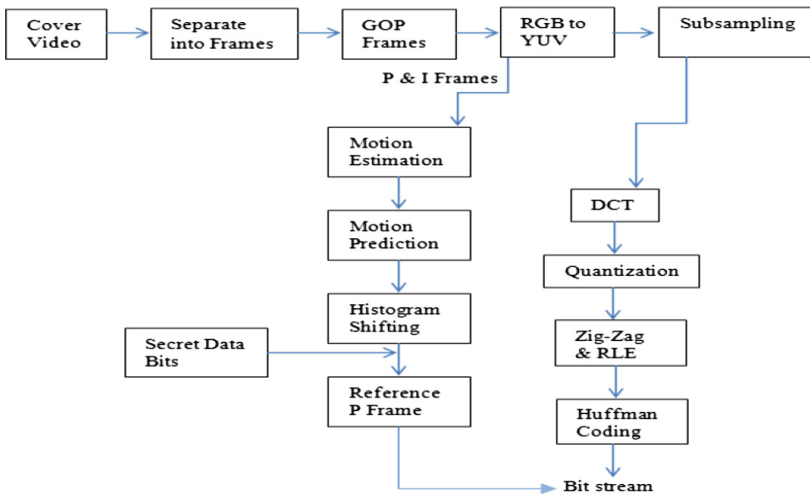 Cover
Video
Separate
into Frames
GOP
Frames
RGB to
YUV
Subsampling
P & I Frames
Motion
Estimation
Motion
Prediction
Histogram
Shifting
Secret Data
Bits
Reference
P Frame
DCT
Quantization
Zig-Zag
& RLE
Huffman
Coding
Bit stream